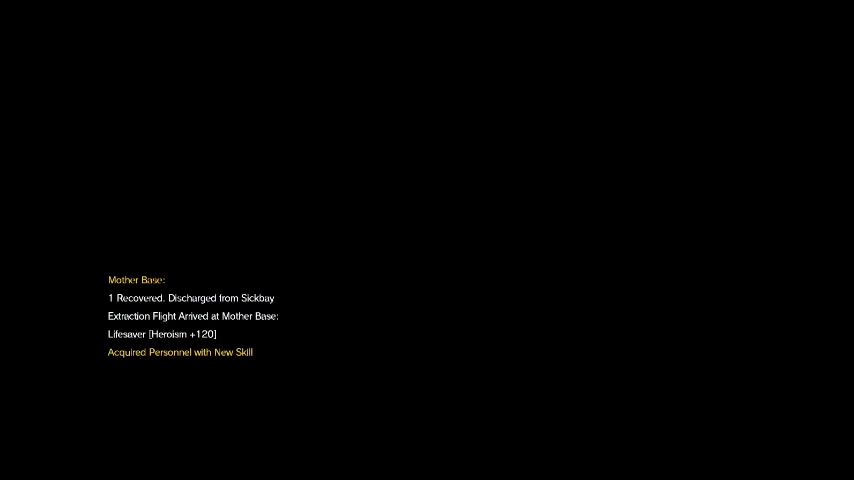 Mother Base:
1 Recovered. Discharged from Sickbay
Extraction Flight Arrived at Mother Base:
Lifesaver [Heroism +120]
Acquired Personnel with New Skill